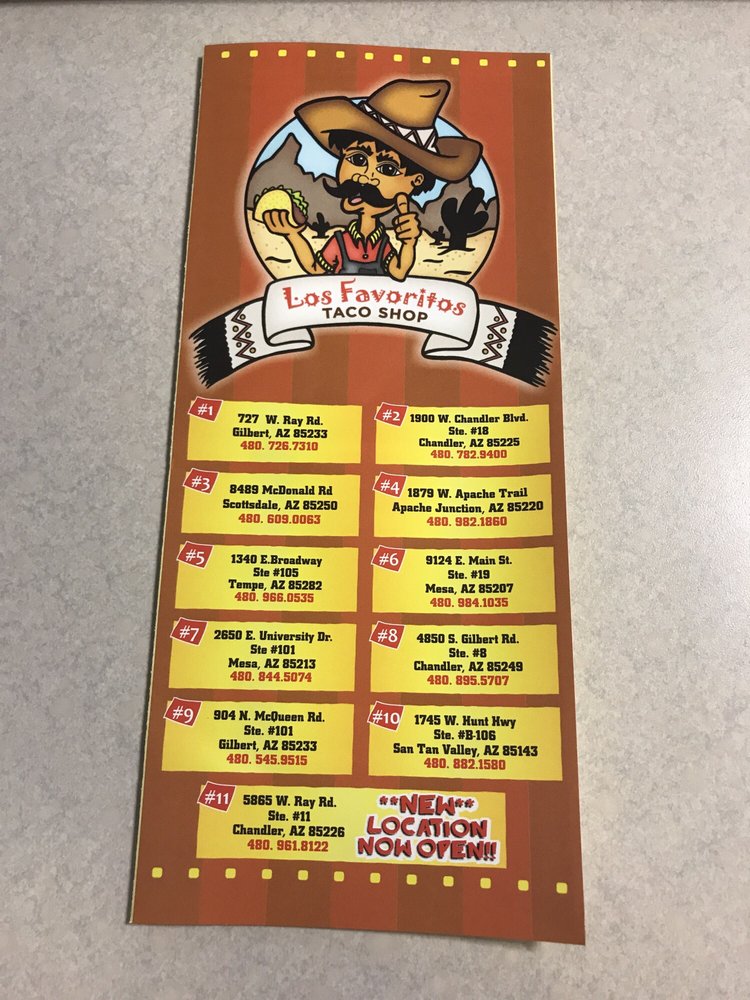 Los Favoritos
TACO SHOP
#1
727 W. Ray Rd.
Gilbert, AZ 85233
480. 726.7310
#2
1900 W. Chandler Blvd.
Ste. #18
Chandler, AZ 85225
480. 782.9400
#3
8489 McDonald Rd
Scottsdale, AZ 85250
480. 609.0063
#4
1879 W. Apache Trail
Apache Junction, AZ 85220
480. 982.1860
#5
1340 E.Broadway
Ste #105
Tempe, AZ 85282
480. 966.0535
#6
9124 E. Main St.
Ste. #19
Mesa, AZ 85207
480. 984.1035
#7
2650 E. University Dr.
Ste #101
Mesa, AZ 85213
480. 844.5074
#8
4850 S. Gilbert Rd.
Ste. #8
Chandler, AZ 85249
480. 895.5707
#9
904 N. McQueen Rd.
Ste. #101
Gilbert, AZ 85233
480. 545.9515
#10
1745 W. Hunt Hwy
Ste. #B-106
San Tan Valley, AZ 85143
480. 882.1580
#11
5865 W. Ray Rd.
Ste. #11
Chandler, AZ 85226
480. 961.8122
**NEW**
LOCATION
NOW OPEN!!